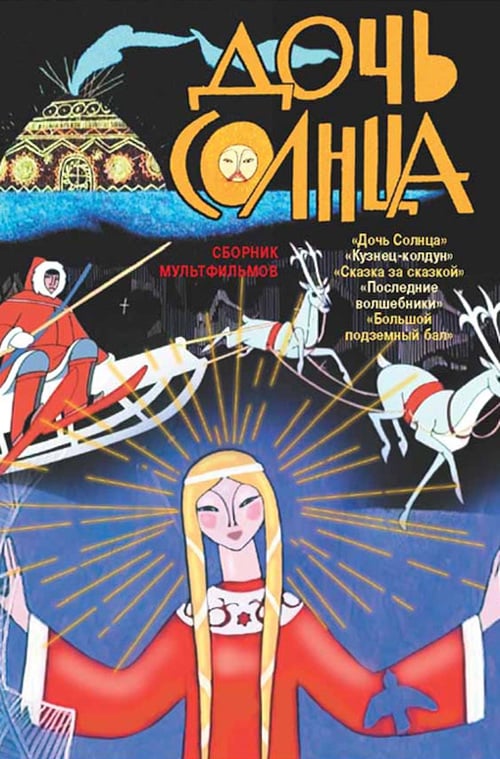 ДОЧЬ
СОЛНЦА
СБОРНИК
МУЛЬТФИЛЬМОВ
«Дочь Солнца»
«Кузнец-колдун»
«Сказка за сказкой»
«Последние
волшебники»
«Большой
подземный бал»